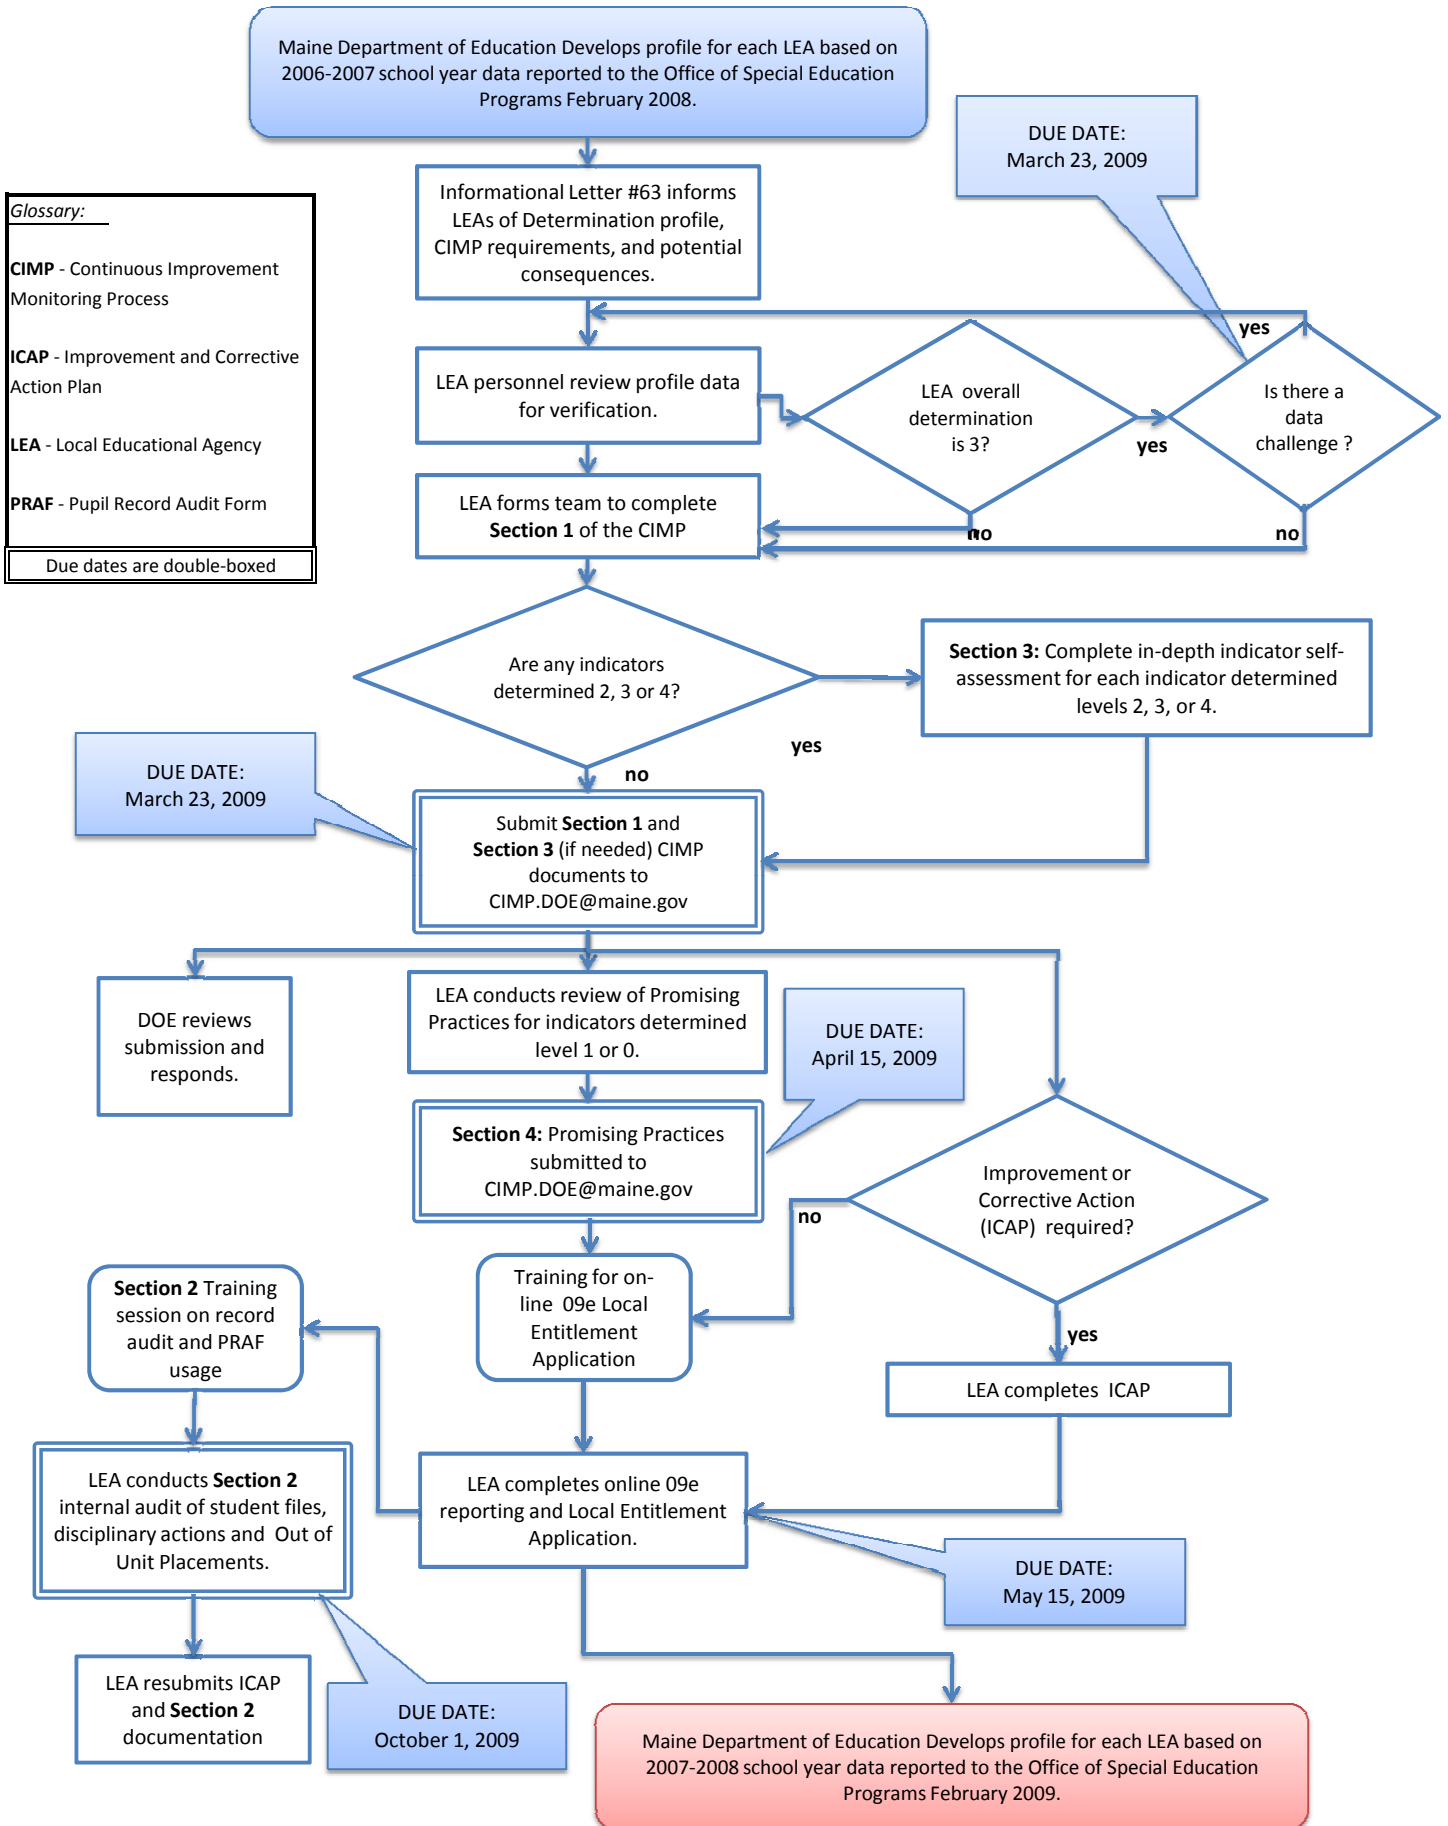 Maine Department of Education Develops profile for each LEA based on
2006-2007 school year data reported to the Office of Special Education
Programs February 2008.
DUE DATE:
March 23, 2009
Informational Letter #63 informs
LEAs of Determination profile,
CIMP requirements, and potential
consequences.
Glossary:
CIMP - Continuous Improvement
Monitoring Process
ICAP - Improvement and Corrective
Action Plan
LEA - Local Educational Agency
PRAF - Pupil Record Audit Form
Due dates are double-boxed
LEA personnel review profile data
for verification.
LEA overall
determination
is 3?
yes
Is there a
data
challenge ?
yes
no
no
LEA forms team to complete
Section 1 of the CIMP
Are any indicators
determined 2, 3 or 4?
yes
no
Section 3: Complete in-depth indicator self-
assessment for each indicator determined
levels 2, 3, or 4.
DUE DATE:
March 23, 2009
Submit Section 1 and
Section 3 (if needed) CIMP
documents to
CIMP.DOE@maine.gov
DOE reviews
submission and
responds.
LEA conducts review of Promising
Practices for indicators determined
level 1 or 0.
DUE DATE:
April 15, 2009
Section 4: Promising Practices
submitted to
CIMP.DOE@maine.gov
Improvement or
Corrective Action
(ICAP) required?
no
yes
Section 2 Training
session on record
audit and PRAF
usage
Training for on-
line 09e Local
Entitlement
Application
LEA completes ICAP
LEA conducts Section 2
internal audit of student files,
disciplinary actions and Out of
Unit Placements.
LEA completes online 09e
reporting and Local Entitlement
Application.
DUE DATE:
May 15, 2009
LEA resubmits ICAP
and Section 2
documentation
DUE DATE:
October 1, 2009
Maine Department of Education Develops profile for each LEA based on
2007-2008 school year data reported to the Office of Special Education
Programs February 2009.